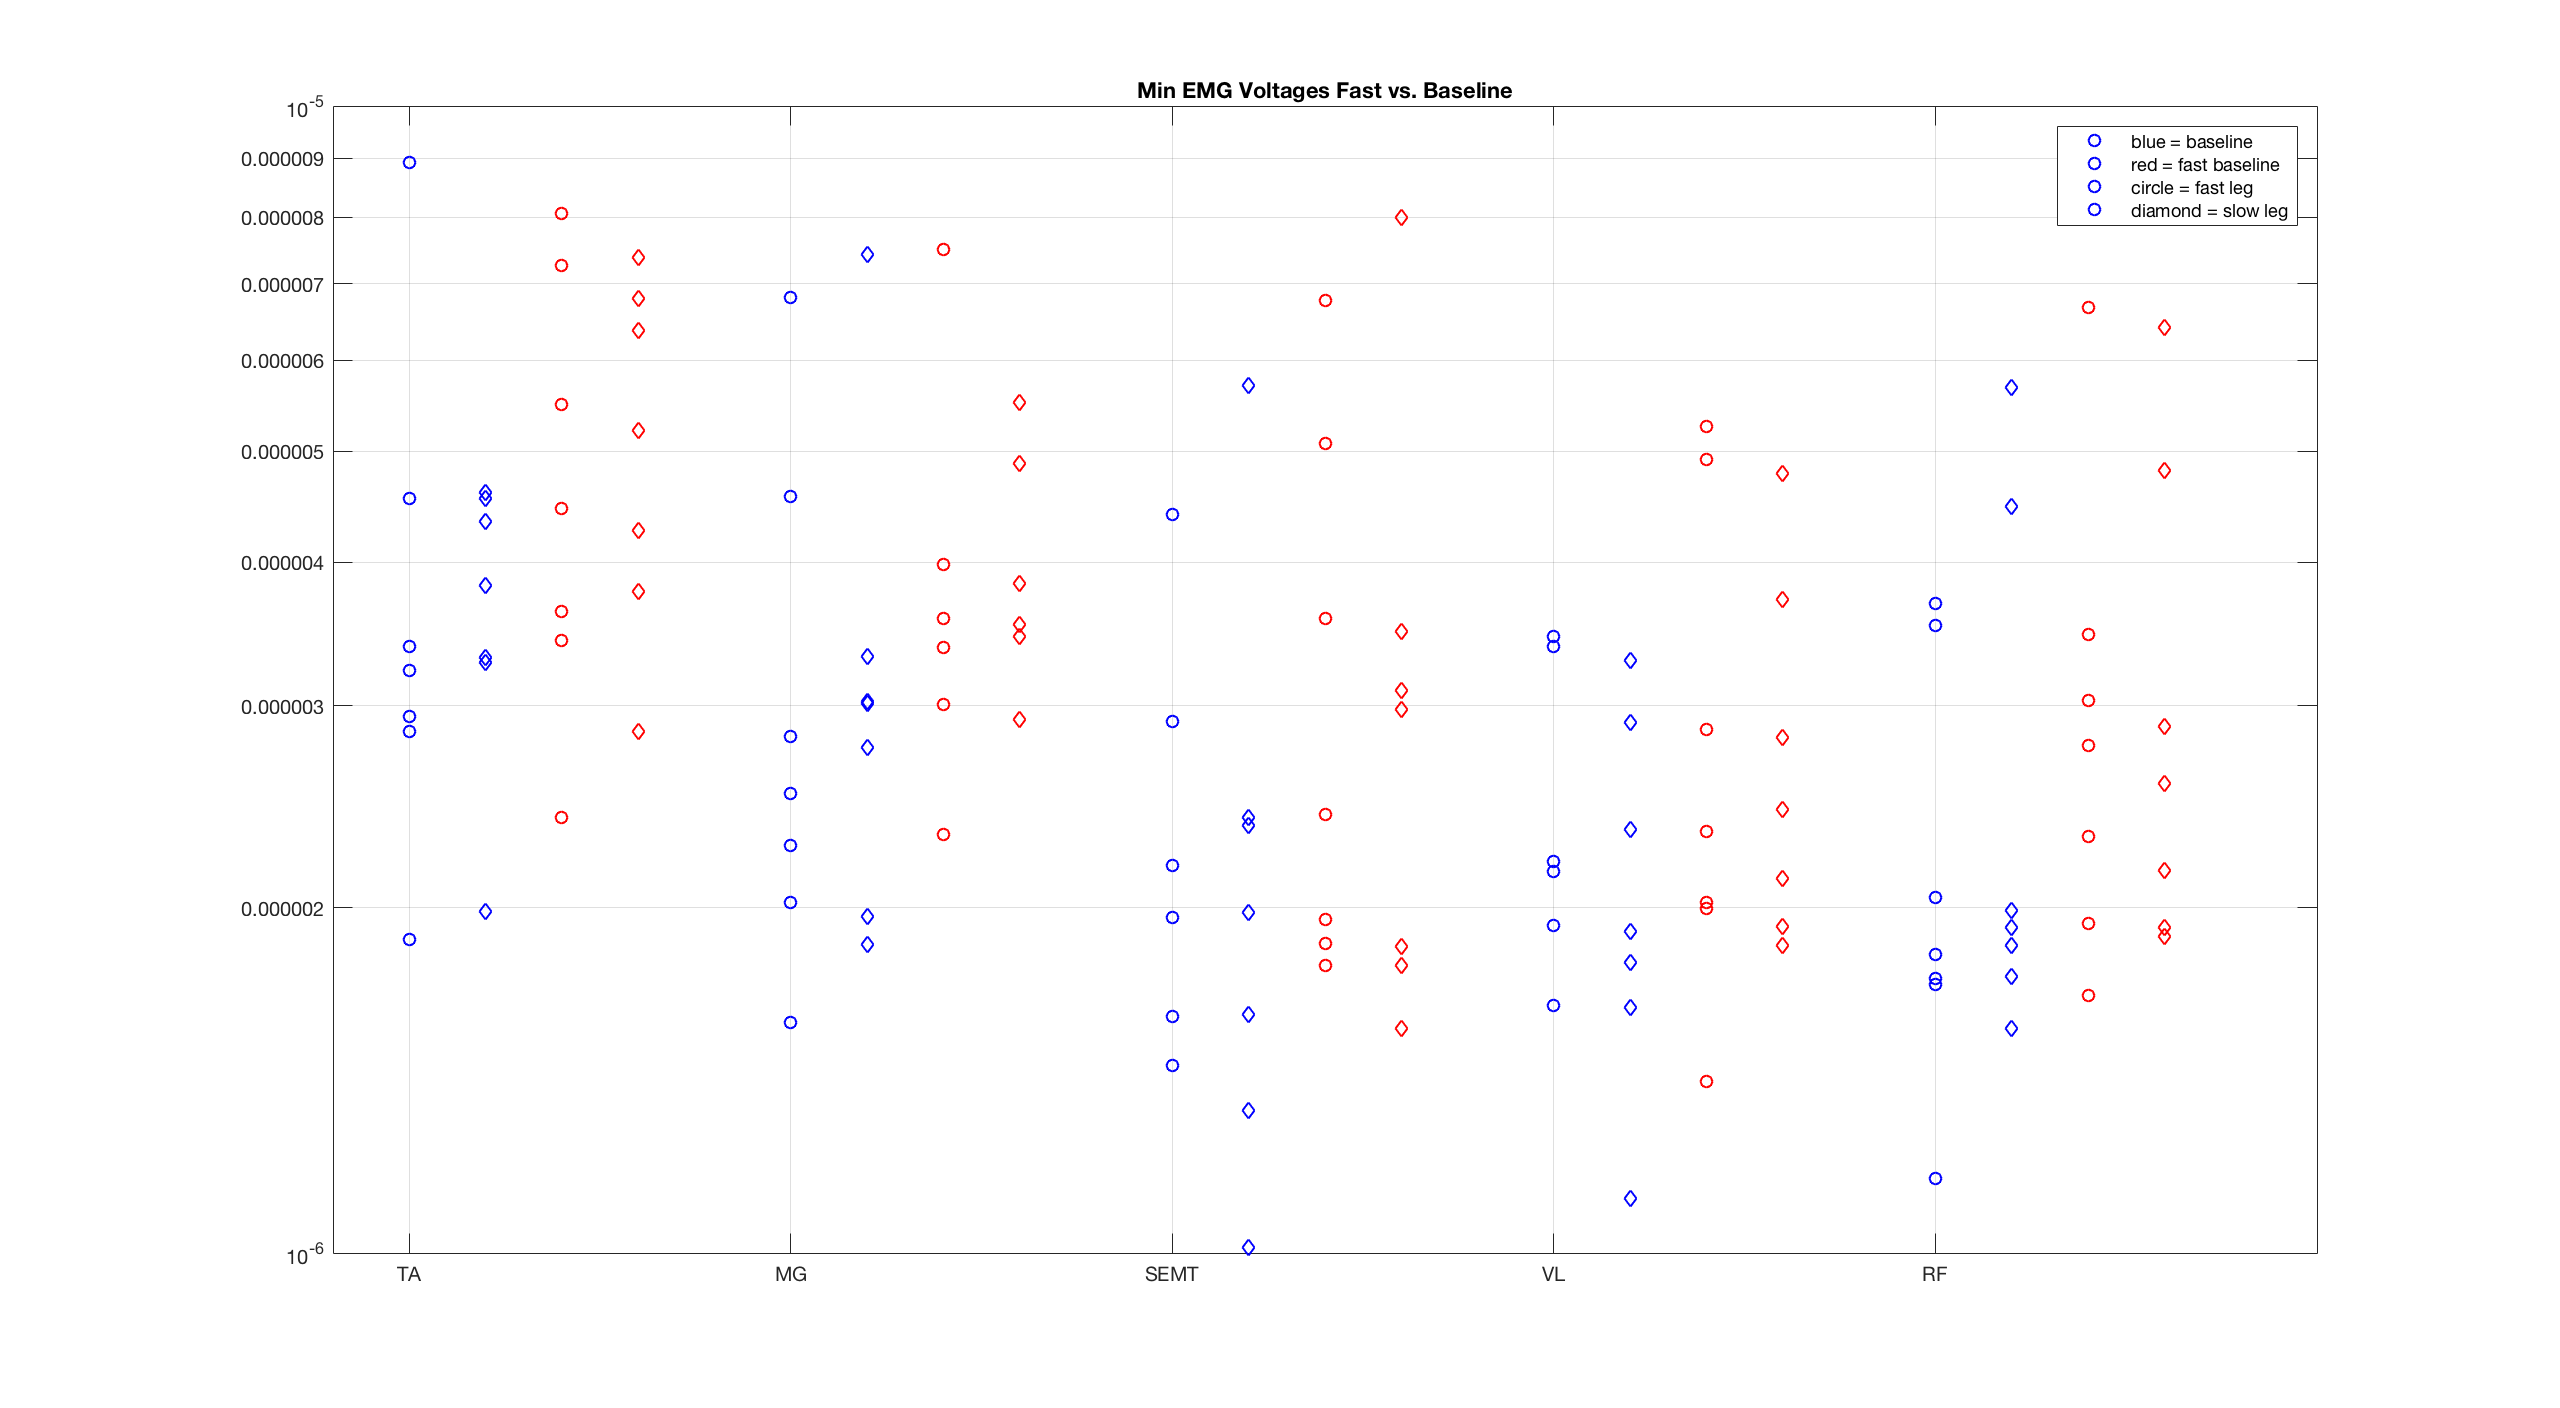 Min EMG Voltages Fast vs. Baseline
10^-5
0.000009
0.000008
0.000007
0.000006
0.000005
0.000004
0.000003
0.000002
10^-6
blue = baseline
red = fast baseline
circle = fast leg
diamond = slow leg
TA MG SEMT VL RF